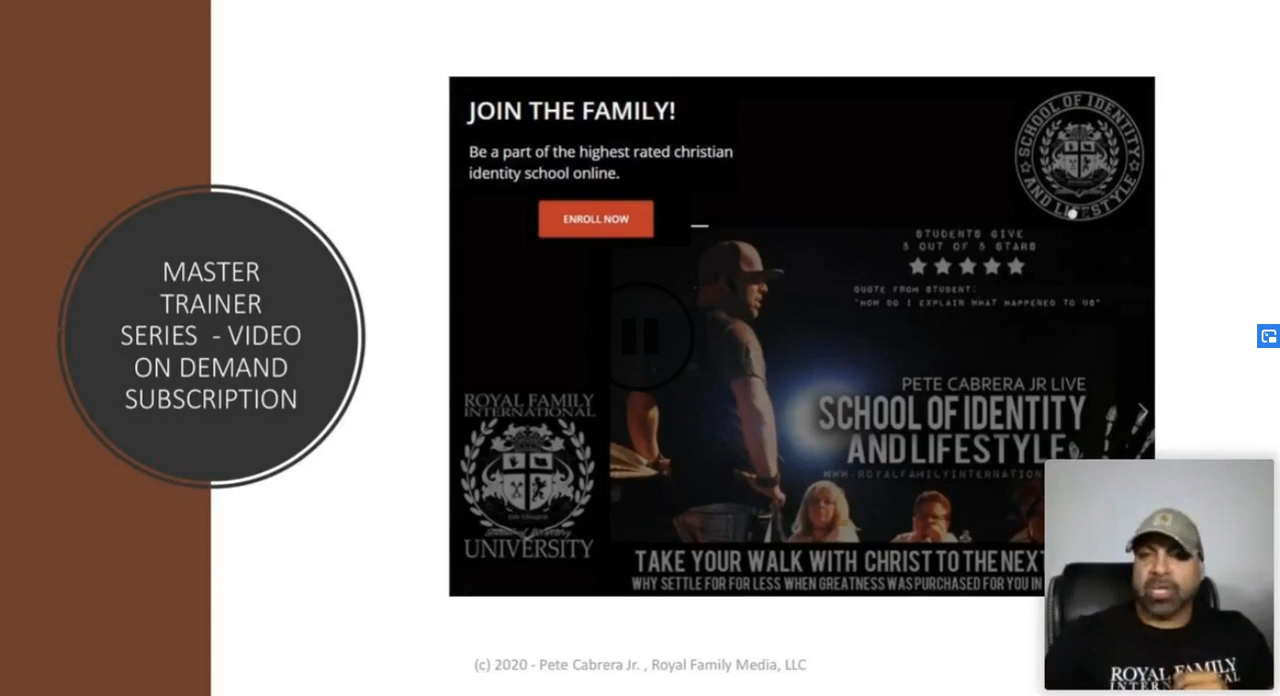 MASTER
TRAINER
SERIES - VIDEO
ON DEMAND
SUBSCRIPTION
JOIN THE FAMILY!
Be a part of the highest rated christian
identity school online.
ENROLL NOW
SCHOOL OF IDENTITY
AND LIFESTYLE
STUDENTS GIVE
5 OUT OF 5 STARS
QUOTE FROM STUDENT:
"HOW DO I EXPLAIN WHAT HAPPENED TO US"
PETE CABRERA JR LIVE
SCHOOL OF IDENTITY
AND LIFESTYLE
WWW.ROYALFAMILYINTERNATION
ROYAL FAMILY
INTERNATIONAL
UNIVERSITY
TAKE YOUR WALK WITH CHRIST TO THE NEX
WHY SETTLE FOR FOR LESS WHEN GREATNESS WAS PURCHASED FOR YOU IN
ROYAL FAMILY
(c) 2020 - Pete Cabrera Jr. , Royal Family Media, LLC